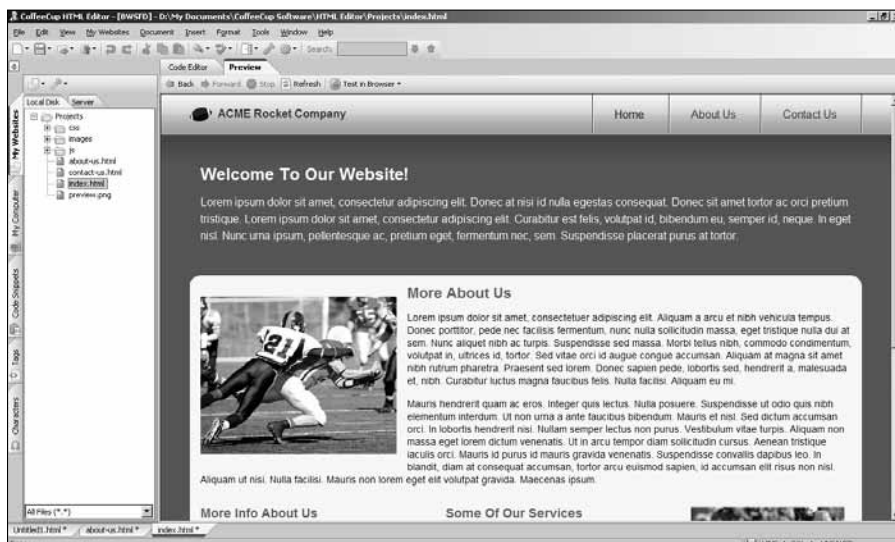 CoffeeCup HTML Editor - [BWSFD] - D:\My Documents\CoffeeCup Software\HTML Editor\Projects\index.html
File Edit View My Websites Document Insert Format Tools Window Help
Search:
Code Editor Preview
Back Forward Stop Refresh Test in Browser
Local Disk Server
My Websites
My Computer
Code Snippets
Tags
Characters
Projects
css
images
js
about-us.html
contact-us.html
index.html
preview.png
All Files (*.*)
ACME Rocket Company
Home About Us Contact Us
Welcome To Our Website!
Lorem ipsum dolor sit amet, consectetur adipiscing elit. Donec at nisi id nulla egestas consequat. Donec sit amet tortor ac orci pretium
tristique. Lorem ipsum dolor sit amet, consectetur adipiscing elit. Curabitur est felis, volutpat id, bibendum eu, semper id, neque. In eget
nisl. Nunc urna ipsum, pellentesque ac, pretium eget, fermentum nec, sem. Suspendisse placerat purus at tortor.
More About Us
21
Lorem ipsum dolor sit amet, consectetuer adipiscing elit. Aliquam a arcu et nibh vehicula tempus.
Donec porttitor, pede nec facilisis fermentum, nunc nulla sollicitudin massa, eget tristique nulla dui at
sem. Nunc aliquet nibh ac turpis. Suspendisse sed massa. Morbi tellus nibh, commodo condimentum,
volutpat in, ultrices id, tortor. Sed vitae orci id augue congue accumsan. Aliquam at magna sit amet
nibh rutrum pharetra. Praesent sed lorem. Donec sapien pede, lobortis sed, hendrerit a, malesuada
et, nibh. Curabitur luctus magna faucibus felis. Nulla facilisi. Aliquam eu mi.
Mauris hendrerit quam ac eros. Integer quis lectus. Nulla posuere. Suspendisse ut odio quis nibh
elementum interdum. Ut non urna a ante faucibus bibendum. Mauris et nisl. Sed dictum accumsan
orci. In lobortis hendrerit nisi. Nullam semper lectus non purus. Vestibulum vitae turpis. Aliquam non
massa eget lorem dictum venenatis. Ut in arcu tempor diam sollicitudin cursus. Aenean tristique
iaculis orci. Mauris id purus id mauris gravida venenatis. Suspendisse convallis dapibus leo. In
blandit, diam at consequat accumsan, tortor arcu euismod sapien, id accumsan elit risus non nisl.
Aliquam ut nisi. Nulla facilisi. Mauris non lorem eget elit volutpat gravida. Maecenas ipsum.
More Info About Us Some Of Our Services
Untitled1.html * about-us.html * index.html *